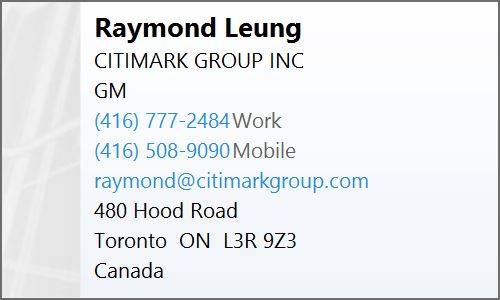 Raymond Leung
CITIMARK GROUP INC
GM
(416) 777-2484 Work
(416) 508-9090 Mobile
raymond@citimarkgroup.com
480 Hood Road
Toronto  ON  L3R 9Z3
Canada